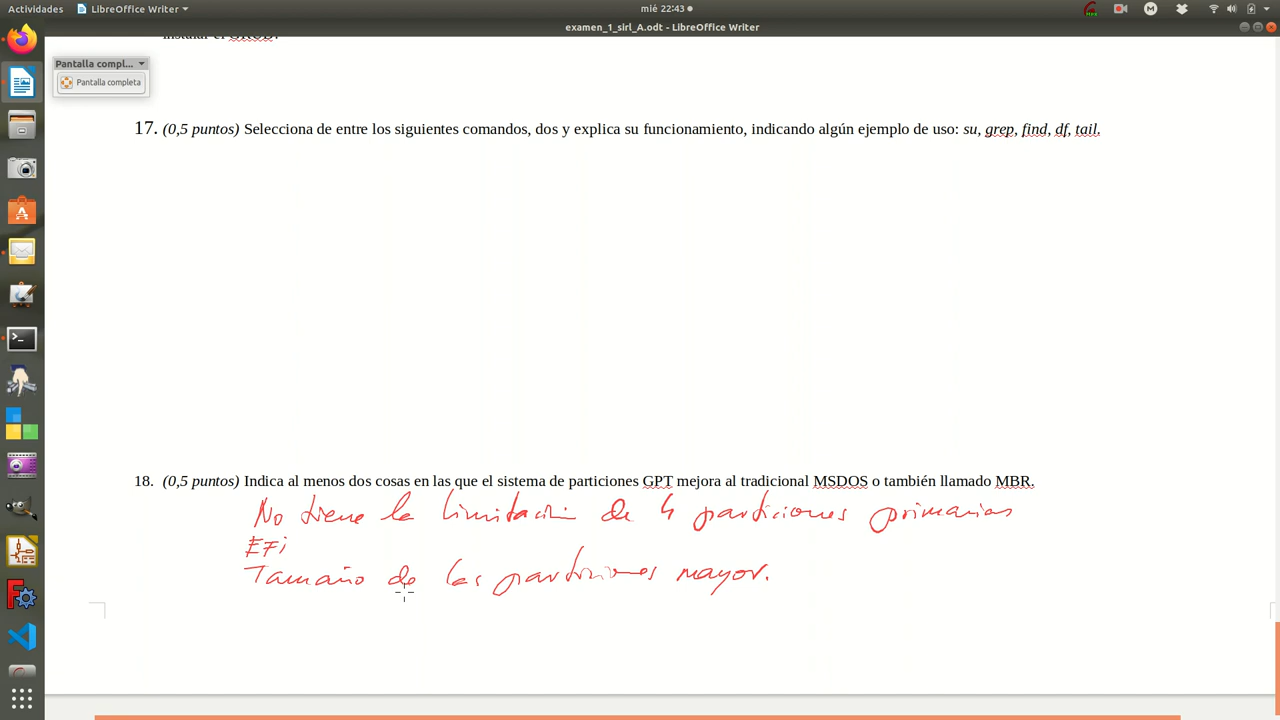 Actividades LibreOffice Writer mié 22:43
examen_1_sirl_A.odt - LibreOffice Writer
instalar el GRUB.
Pantalla compl...
Pantalla completa
17. (0,5 puntos) Selecciona de entre los siguientes comandos, dos y explica su funcionamiento, indicando algún ejemplo de uso: su, grep, find, df, tail.
18. (0,5 puntos) Indica al menos dos cosas en las que el sistema de particiones GPT mejora al tradicional MSDOS o también llamado MBR.
No tiene la limitación de 4 particiones primarias
EFi
Tamaño de las particiones mayor.